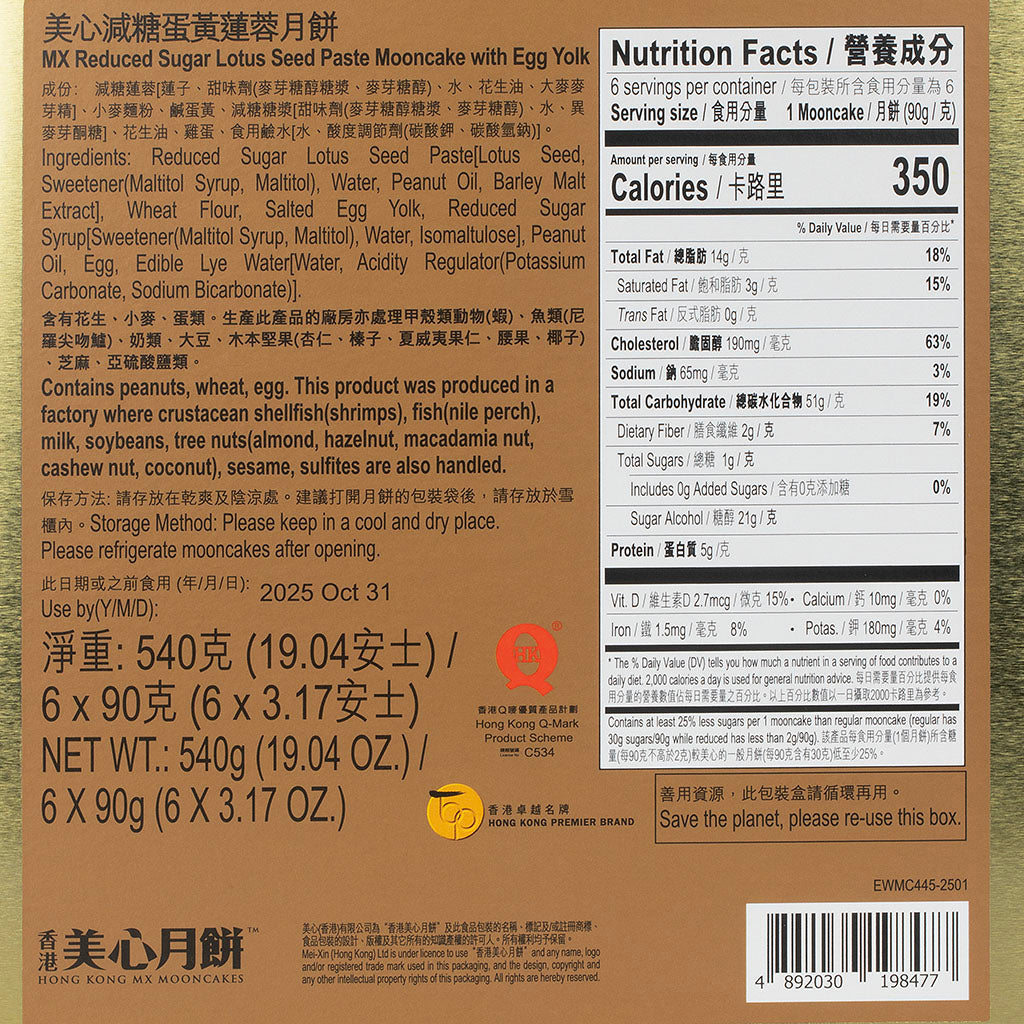 美心減糖蛋黃蓮蓉月餅
MX Reduced Sugar Lotus Seed Paste Mooncake with Egg Yolk
成份： 減糖蓮蓉[蓮子、甜味劑(麥芽糖醇糖漿、麥芽糖醇)、水、花生油、大麥麥
芽精]、小麥麵粉、鹹蛋黃、減糖糖漿[甜味劑(麥芽糖醇糖漿、麥芽糖醇)、水、異
麥芽酮糖]、花生油、雞蛋、食用鹼水[水、酸度調節劑(碳酸鉀、碳酸氫鈉)]。
Ingredients: Reduced Sugar Lotus Seed Paste[Lotus Seed,
Sweetener(Maltitol Syrup, Maltitol), Water, Peanut Oil, Barley Malt
Extract], Wheat Flour, Salted Egg Yolk, Reduced Sugar
Syrup[Sweetener(Maltitol Syrup, Maltitol), Water, Isomaltulose], Peanut
Oil, Egg, Edible Lye Water[Water, Acidity Regulator(Potassium
Carbonate, Sodium Bicarbonate)].
含有花生、小麥、蛋類。生產此產品的廠房亦處理甲殼類動物(蝦)、魚類(尼
羅尖吻鱸)、奶類、大豆、木本堅果(杏仁、榛子、夏威夷果仁、腰果、椰子)
、芝麻、亞硫酸鹽類。
Contains peanuts, wheat, egg. This product was produced in a
factory where crustacean shellfish(shrimps), fish(nile perch),
milk, soybeans, tree nuts(almond, hazelnut, macadamia nut,
cashew nut, coconut), sesame, sulfites are also handled.
保存方法: 請存放在乾爽及陰涼處。建議打開月餅的包裝袋後，請存放於雪
櫃內。Storage Method: Please keep in a cool and dry place.
Please refrigerate mooncakes after opening.
此日期或之前食用 (年/月/日):
Use by(Y/M/D): 2025 Oct 31
淨重: 540克 (19.04安士) /
6 x 90克 (6 x 3.17安士)
NET WT.: 540g (19.04 OZ.) /
6 X 90g (6 X 3.17 OZ.)
Q HK ®
香港Q嘜優質產品計劃
Hong Kong Q-Mark
Product Scheme
C534
香港卓越名牌
HONG KONG PREMIER BRAND
Nutrition Facts / 營養成分
6 servings per container / 每包裝所含食用分量為 6
Serving size / 食用分量 1 Mooncake / 月餅 (90g / 克)
Amount per serving / 每食用分量
Calories / 卡路里 350
% Daily Value / 每日需要量百分比*
Total Fat / 總脂肪 14g / 克 18%
Saturated Fat / 飽和脂肪 3g / 克 15%
Trans Fat / 反式脂肪 0g / 克
Cholesterol / 膽固醇 190mg / 毫克 63%
Sodium / 鈉 65mg / 毫克 3%
Total Carbohydrate / 總碳水化合物 51g / 克 19%
Dietary Fiber / 膳食纖維 2g / 克 7%
Total Sugars / 總糖 1g / 克
Includes 0g Added Sugars / 含有0克添加糖 0%
Sugar Alcohol / 糖醇 21g / 克
Protein / 蛋白質 5g /克
Vit. D / 維生素D 2.7mcg / 微克 15% • Calcium / 鈣 10mg / 毫克 0%
Iron / 鐵 1.5mg / 毫克 8% • Potas. / 鉀 180mg / 毫克 4%
* The % Daily Value (DV) tells you how much a nutrient in a serving of food contributes to
daily diet. 2,000 calories a day is used for general nutrition advice. 每日需要量百分比提供每食
用分量的營養數值佔每日需要量之百分比。以上百分比數值以一日攝取2000卡路里為參考。
Contains at least 25% less sugars per 1 mooncake than regular mooncake (regular has
30g sugars/90g while reduced has less than 2g/90g). 該產品每食用分量(1個月餅)所含糖
量(每90克不高於2克)較美心的一般月餅(每90克含有30克)低至少25%。
善用資源，此包裝盒請循環再用。
Save the planet, please re-use this box.
EWMC445-2501
香港美心月餅™
HONG KONG MX MOONCAKES
美心(香港)有限公司為“香港美心月餅”及此食品包裝的名稱、標記及/或註冊商標、
食品包裝的設計、版權及其它所有的知識產權的許可人。所有權利均予保留。
Mei-Xin (Hong Kong) Ltd is under licence to use “香港美心月餅” and any name, logo
and/or registered trade mark used in this packaging, and the design, copyright and
any other intellectual property rights of this packaging. All rights are hereby reserved.
4 892030 198477